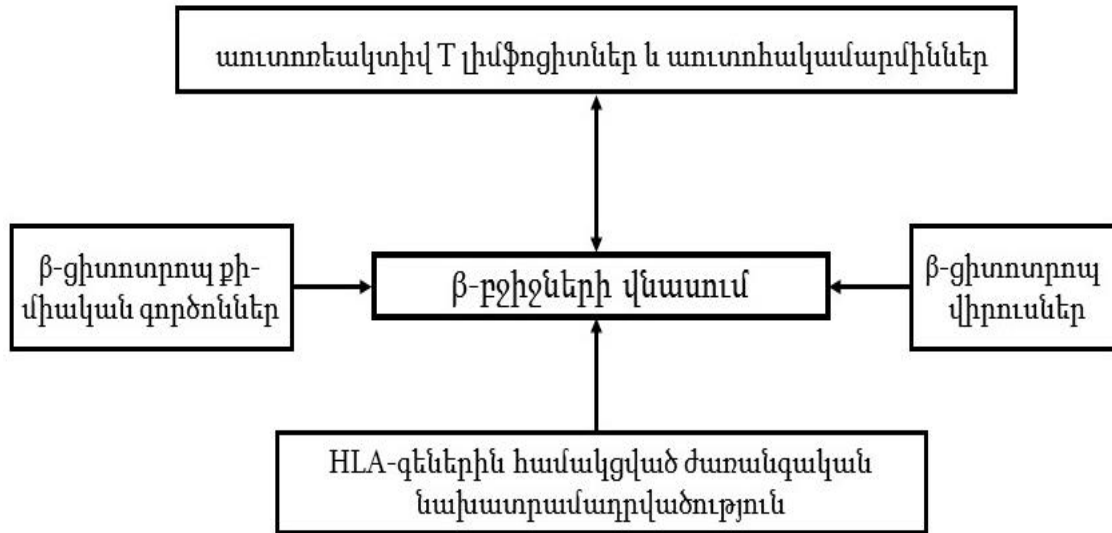 աուտոռեակտիվ T լիմֆոցիտներ և աուտոհակամարմիններ
β-ցիտոտրոպ քի-
միական գործոններ
β-բջիջների վնասում
β-ցիտոտրոպ
վիրուսներ
HLA-գեներին համակցված ժառանգական
նախատրամադրվածություն